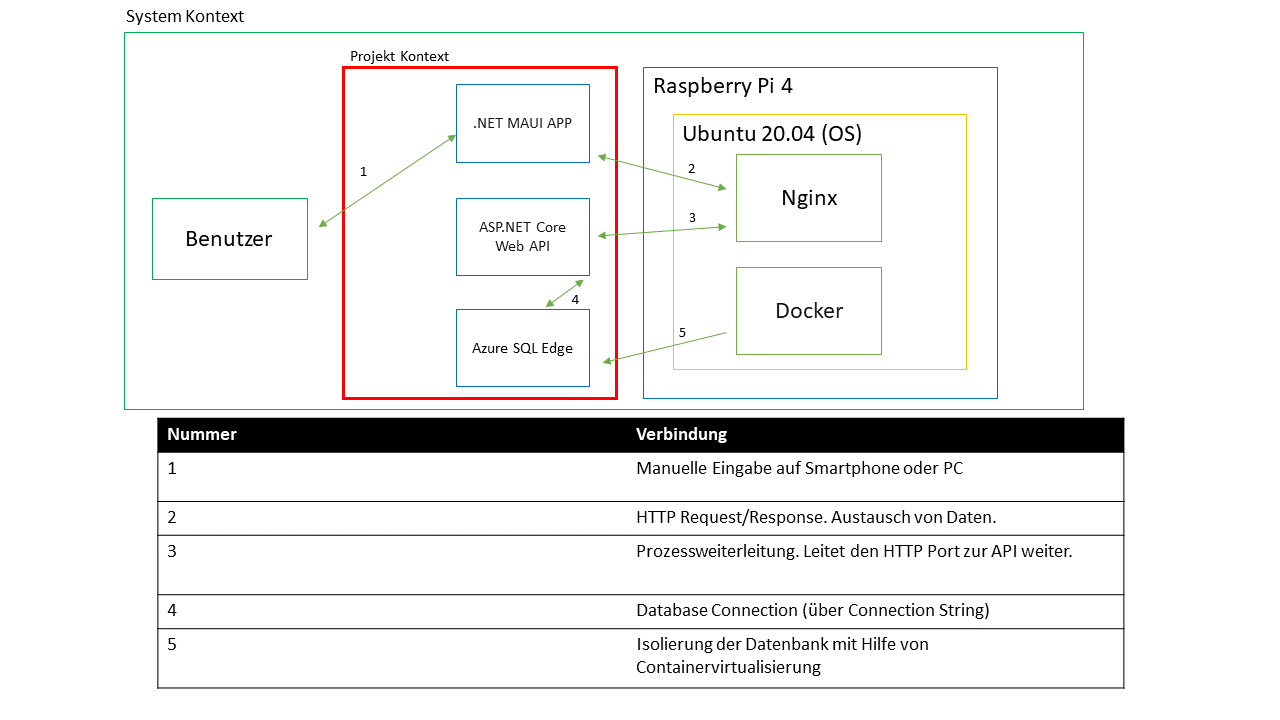 System Kontext
Projekt Kontext
.NET MAUI APP
Raspberry Pi 4
Ubuntu 20.04 (OS)
1
2
Nginx
Benutzer
ASP.NET Core
Web API
3
4
Docker
Azure SQL Edge
5
Nummer Verbindung
1 Manuelle Eingabe auf Smartphone oder PC
2 HTTP Request/Response. Austausch von Daten.
3 Prozessweiterleitung. Leitet den HTTP Port zur API weiter.
4 Database Connection (über Connection String)
5 Isolierung der Datenbank mit Hilfe von
Containervirtualisierung